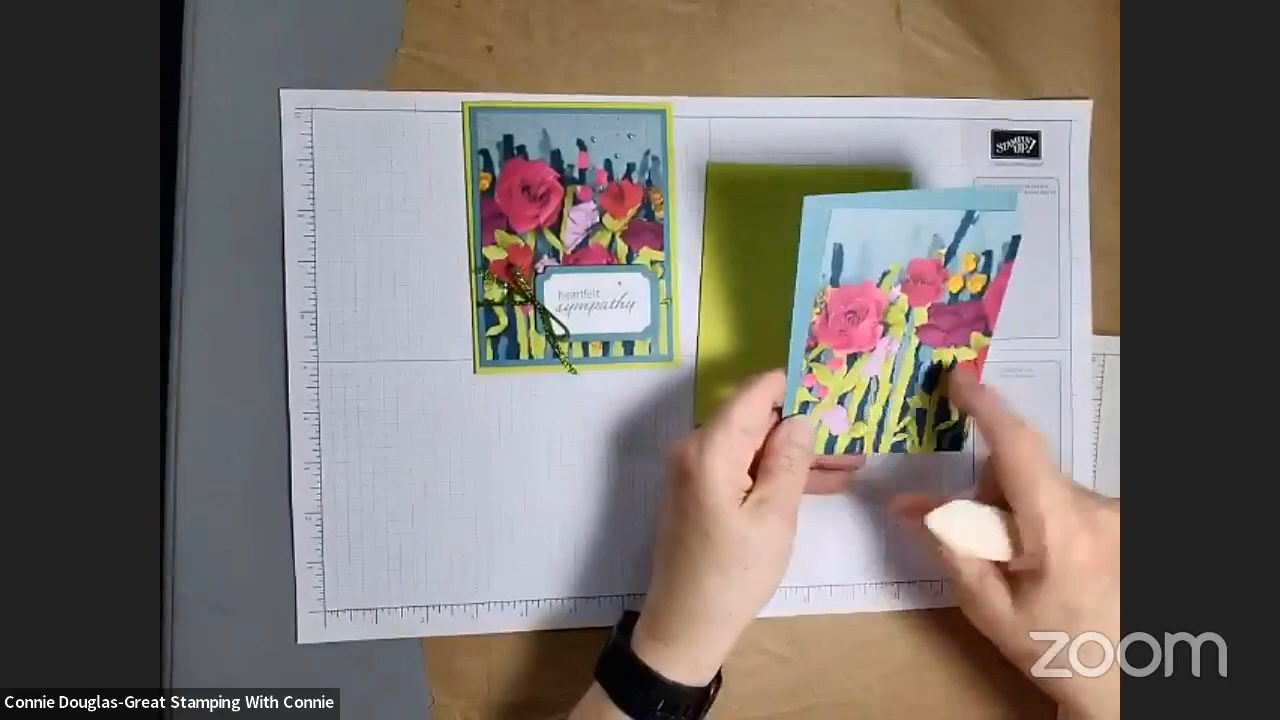 STAMPIN' UP!
heartfelt
sympathy
zoom
Connie Douglas-Great Stamping With Connie